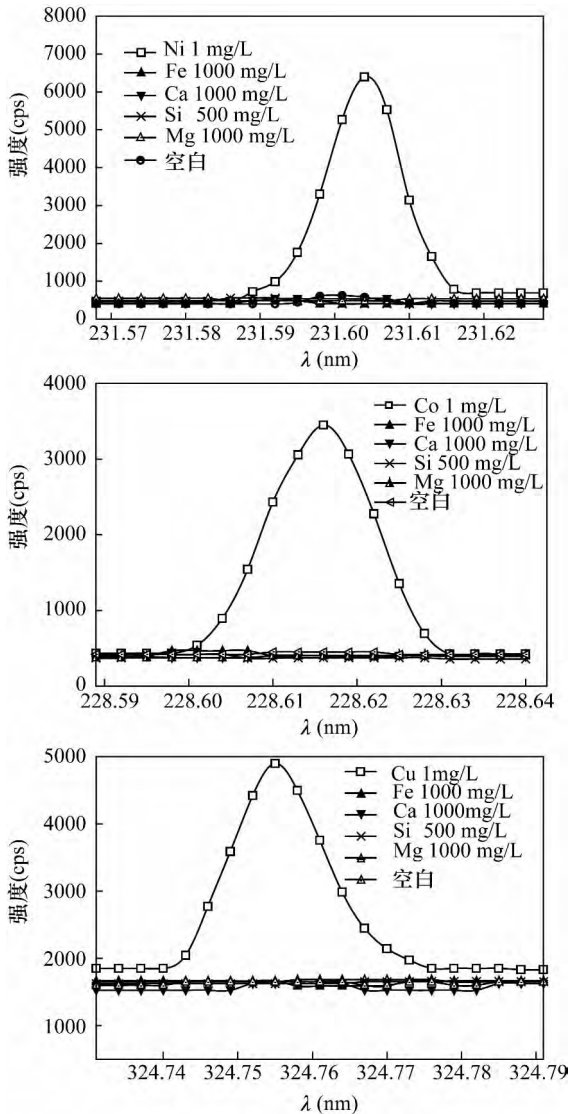 8000
7000
6000
5000
4000
3000
2000
1000
0
强度(cps)
Ni 1 mg/L
Fe 1000 mg/L
Ca 1000 mg/L
Si 500 mg/L
Mg 1000 mg/L
空白
231.57 231.58 231.59 231.60 231.61 231.62
λ (nm)
4000
3000
2000
1000
0
强度(cps)
Co 1 mg/L
Fe 1000 mg/L
Ca 1000 mg/L
Si 500 mg/L
Mg 1000 mg/L
空白
228.59 228.60 228.61 228.62 228.63 228.64
λ (nm)
5000
4000
3000
2000
1000
强度(cps)
Cu 1mg/L
Fe 1000 mg/L
Ca 1000mg/L
Si 500 mg/L
Mg 1000 mg/L
空白
324.74 324.75 324.76 324.77 324.78 324.79
λ (nm)